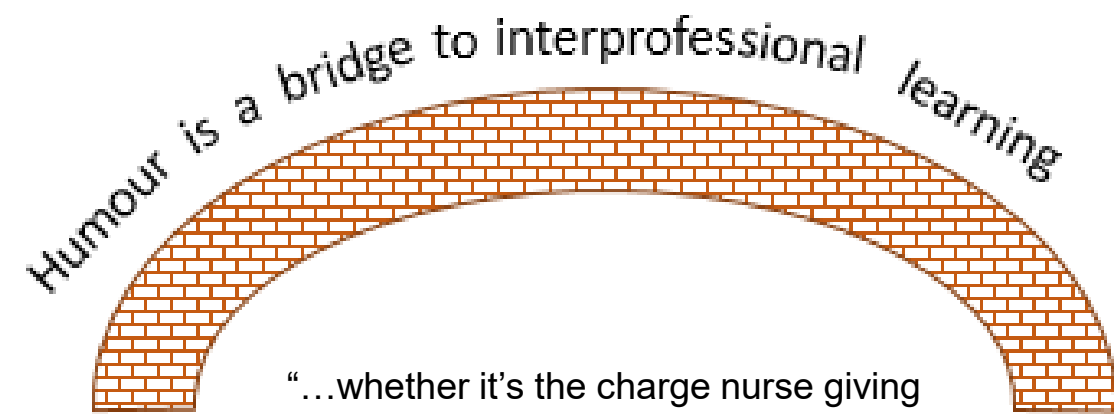 Humour is a bridge to interprofessional learning
“…whether it’s the charge nurse giving